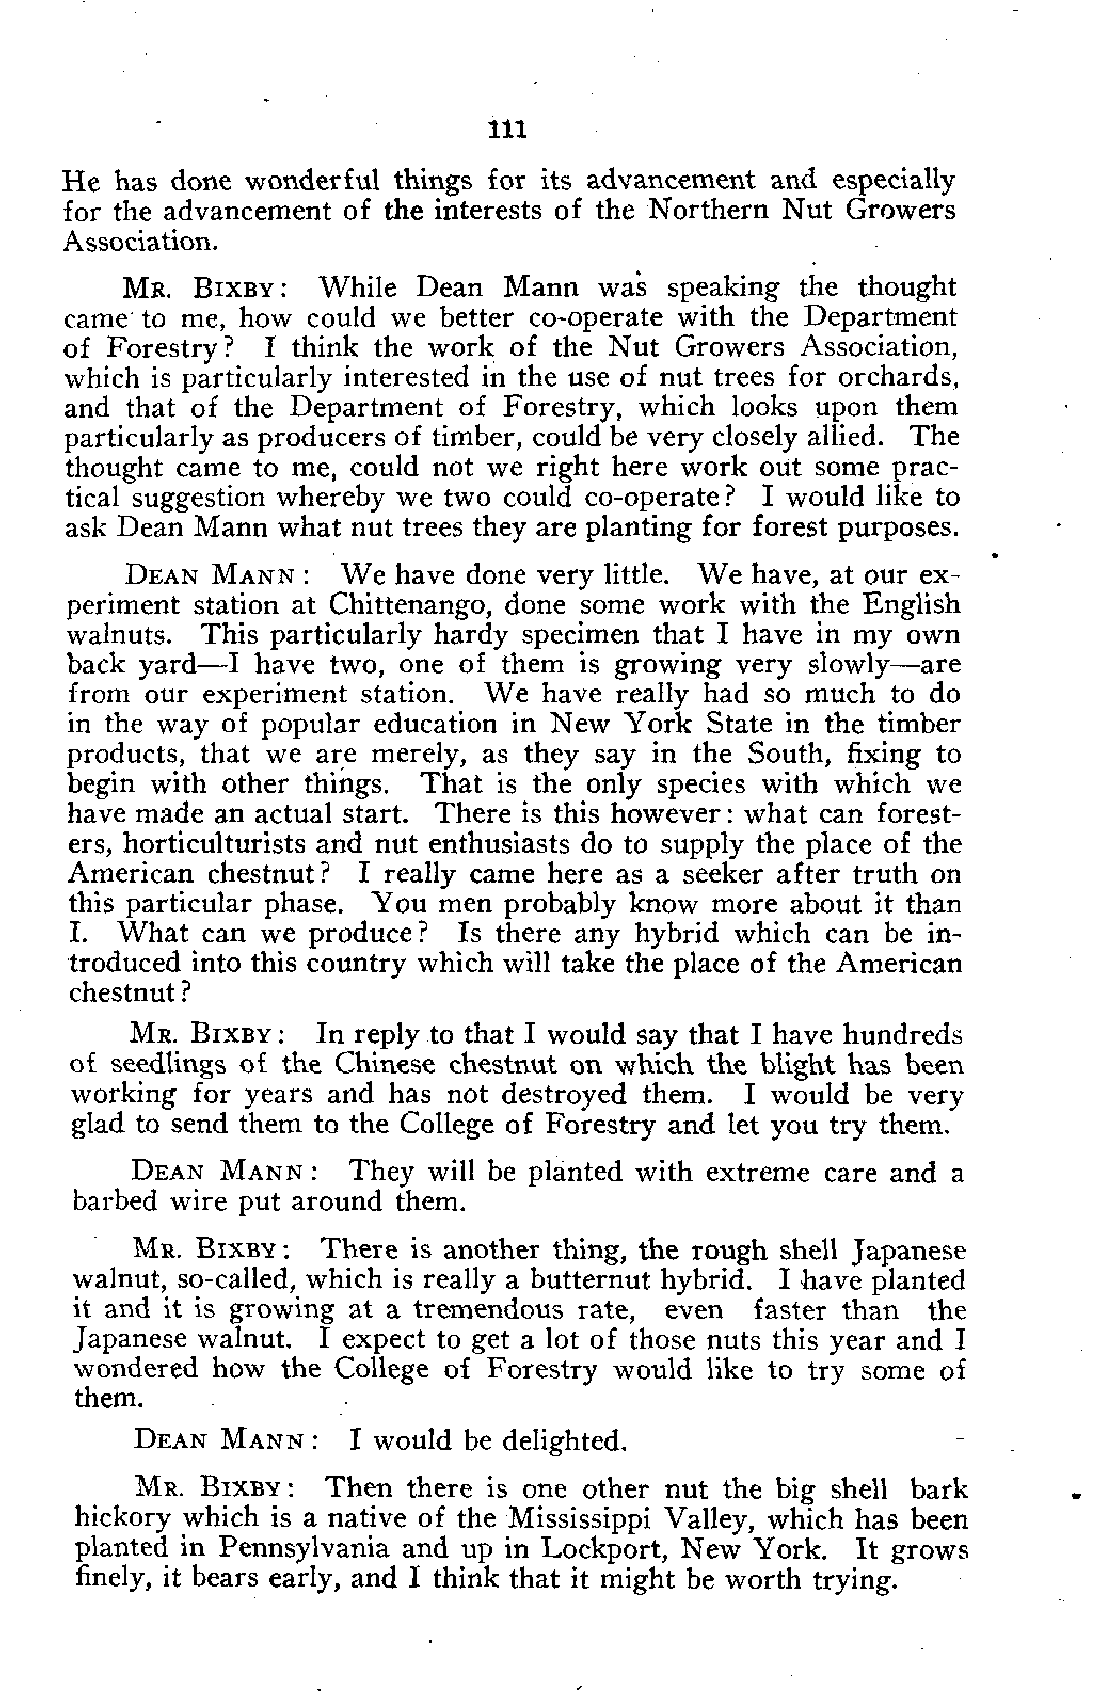 111
He has done wonderful things for its advancement and especially
for the advancement of the interests of the Northern Nut Growers
Association.
MR. BIXBY: While Dean Mann was speaking the thought
came to me, how could we better co-operate with the Department
of Forestry? I think the work of the Nut Growers Association,
which is particularly interested in the use of nut trees for orchards,
and that of the Department of Forestry, which looks upon them
particularly as producers of timber, could be very closely allied. The
thought came to me, could not we right here work out some prac-
tical suggestion whereby we two could co-operate? I would like to
ask Dean Mann what nut trees they are planting for forest purposes.
DEAN MANN: We have done very little. We have, at our ex-
periment station at Chittenango, done some work with the English
walnuts. This particularly hardy specimen that I have in my own
back yard—I have two, one of them is growing very slowly—are
from our experiment station. We have really had so much to do
in the way of popular education in New York State in the timber
products, that we are merely, as they say in the South, fixing to
begin with other things. That is the only species with which we
have made an actual start. There is this however: what can forest-
ers, horticulturists and nut enthusiasts do to supply the place of the
American chestnut? I really came here as a seeker after truth on
this particular phase. You men probably know more about it than
I. What can we produce? Is there any hybrid which can be in-
troduced into this country which will take the place of the American
chestnut?
MR. BIXBY: In reply to that I would say that I have hundreds
of seedlings of the Chinese chestnut on which the blight has been
working for years and has not destroyed them. I would be very
glad to send them to the College of Forestry and let you try them.
DEAN MANN: They will be planted with extreme care and a
barbed wire put around them.
MR. BIXBY: There is another thing, the rough shell Japanese
walnut, so-called, which is really a butternut hybrid. I have planted
it and it is growing at a tremendous rate, even faster than the
Japanese walnut. I expect to get a lot of those nuts this year and I
wondered how the College of Forestry would like to try some of
them.
DEAN MANN: I would be delighted.
MR. BIXBY: Then there is one other nut the big shell bark
hickory which is a native of the Mississippi Valley, which has been
planted in Pennsylvania and up in Lockport, New York. It grows
finely, it bears early, and I think that it might be worth trying.